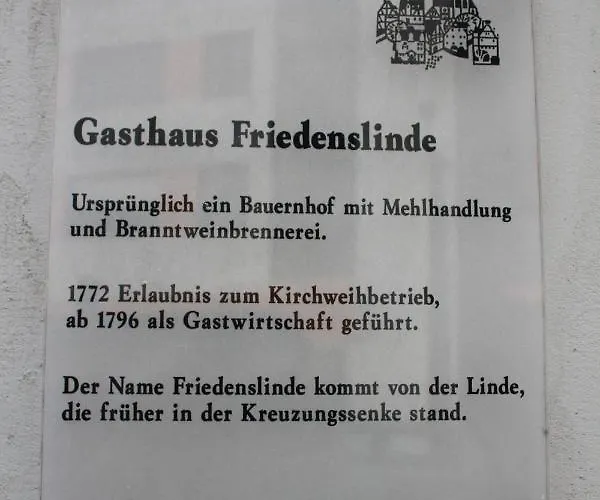 Gasthaus Friedenslinde
Ursprünglich ein Bauernhof mit Mehlhandlung
und Branntweinbrennerei.
1772 Erlaubnis zum Kirchweihbetrieb,
ab 1796 als Gastwirtschaft geführt.
Der Name Friedenslinde kommt von der Linde,
die früher in der Kreuzungssenke stand.